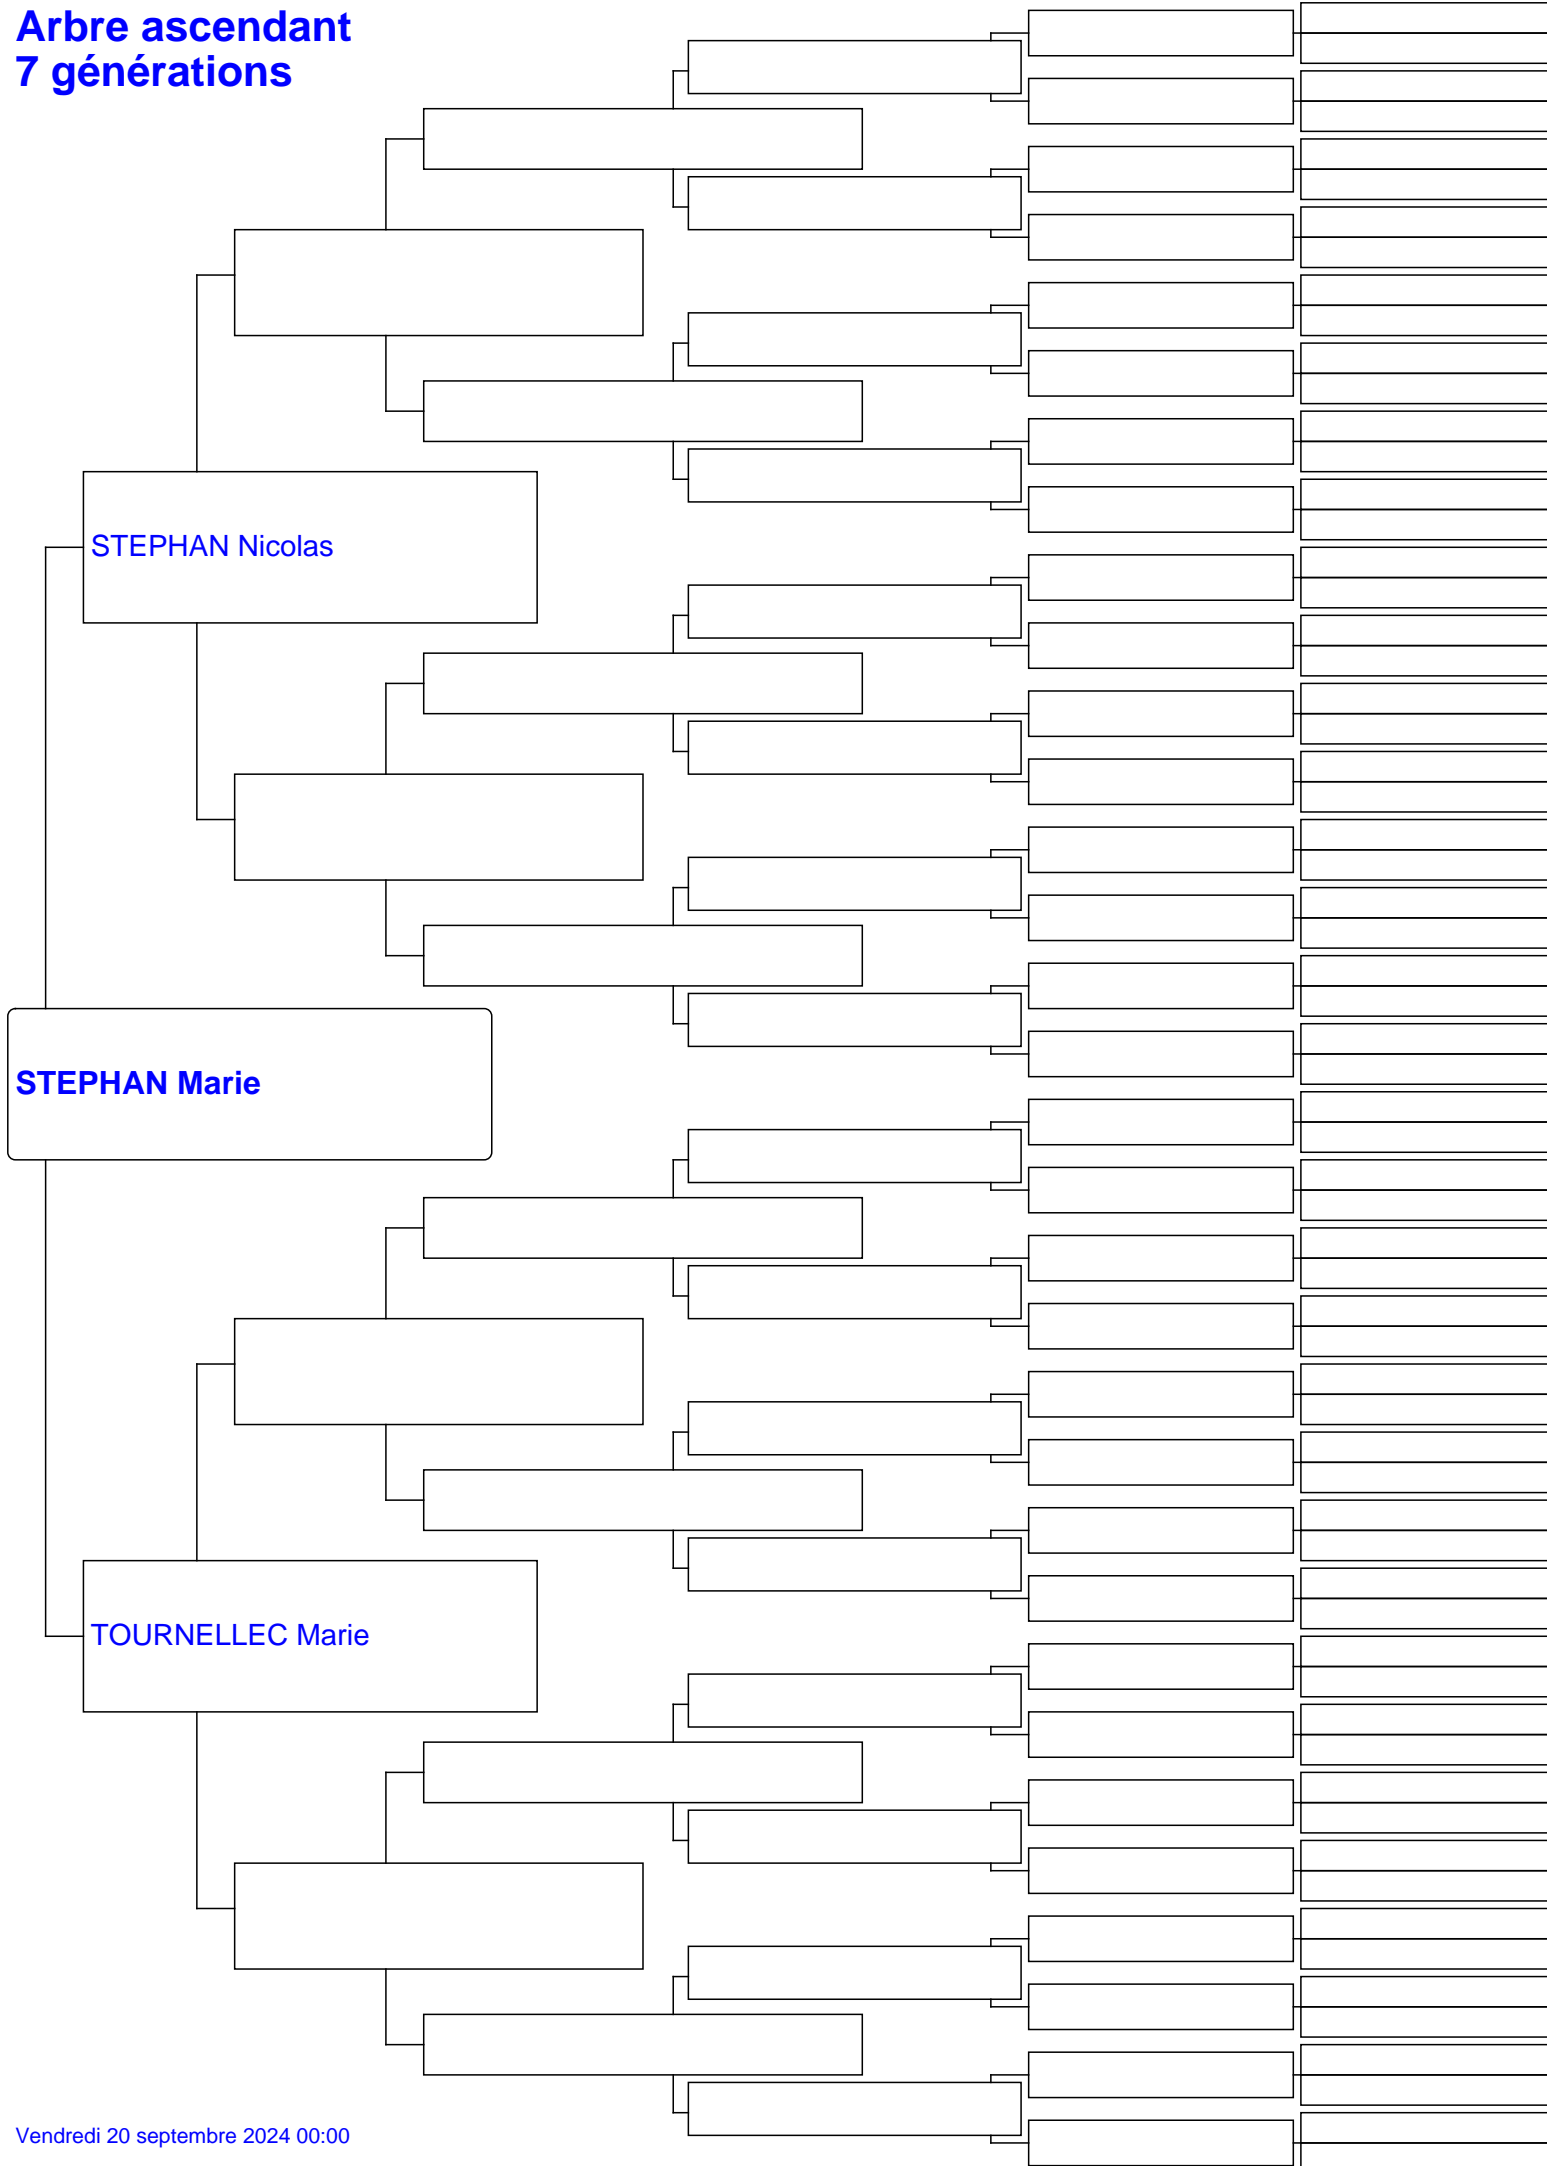 Arbre ascendant
7 générations
STEPHAN Nicolas
STEPHAN Marie
TOURNELLEC Marie
Vendredi 20 septembre 2024 00:00